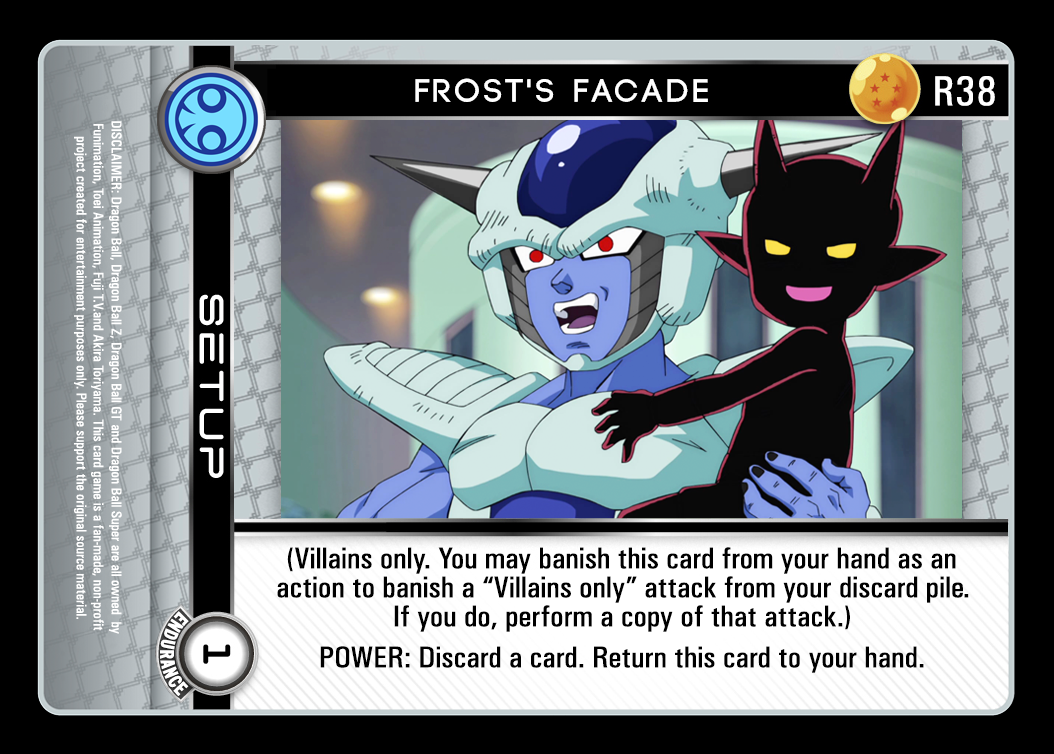 FROST'S FACADE
R38
SETUP
(Villains only. You may banish this card from your hand as an
action to banish a “Villains only” attack from your discard pile.
If you do, perform a copy of that attack.)
POWER: Discard a card. Return this card to your hand.
ENDURANCE
1
DISCLAIMER: Dragon Ball, Dragon Ball Z, Dragon Ball GT and Dragon Ball Super are all owned by
Funimation, Toei Animation, Fuji T.V.and Akira Toriyama. This card game is a fan-made, non-profit
project created for entertainment purposes only. Please support the original source material.